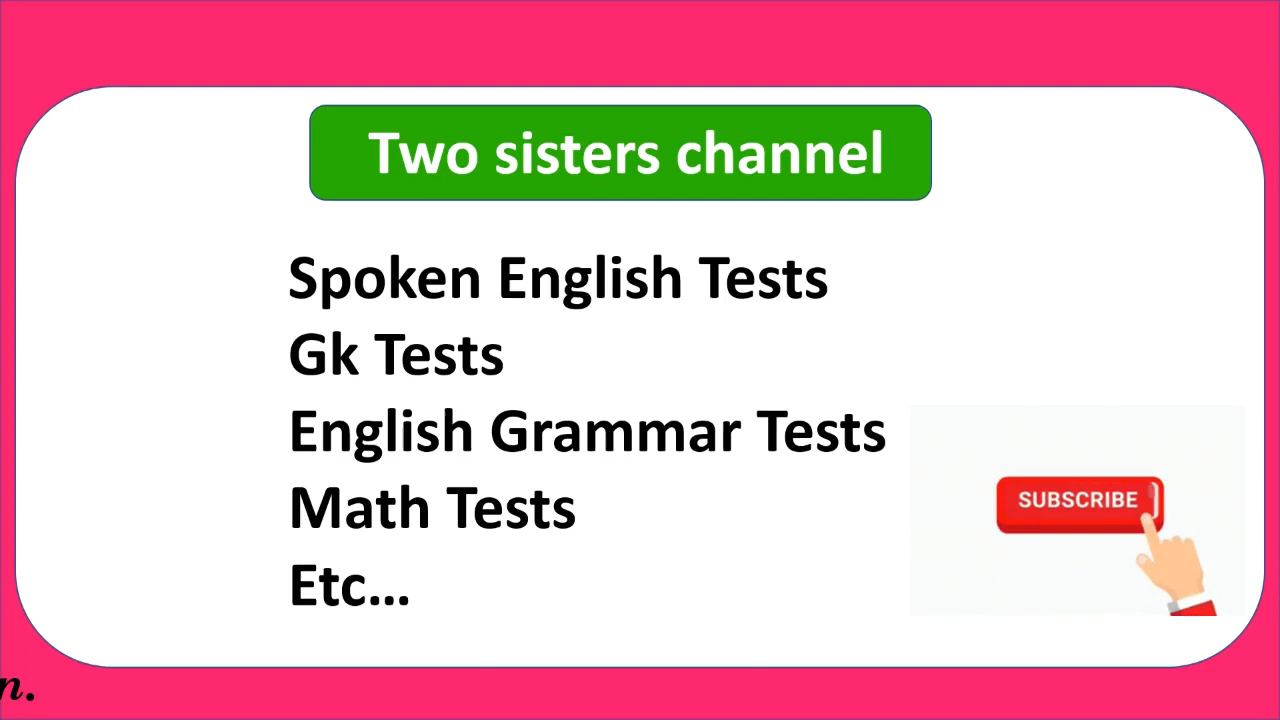 Two sisters channel
Spoken English Tests
Gk Tests
English Grammar Tests
Math Tests
Etc...
SUBSCRIBE
n.